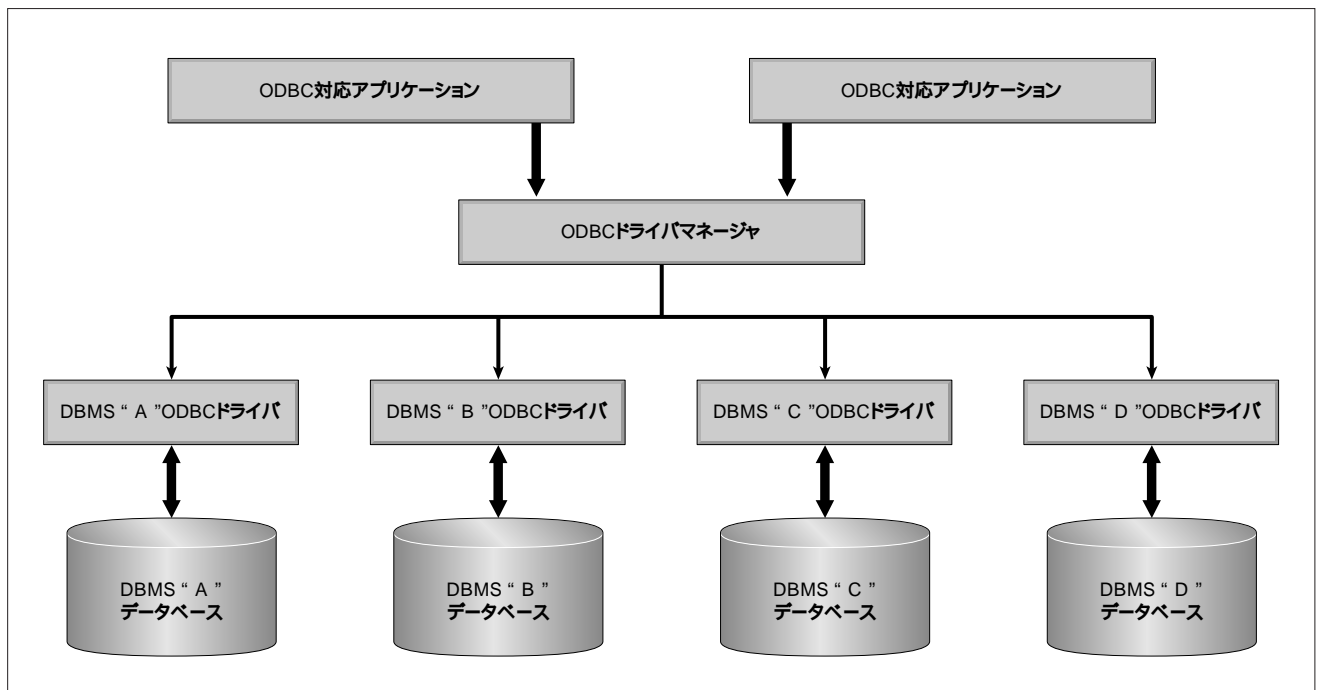 ODBC対応アプリケーション
ODBC対応アプリケーション
ODBCドライバマネージャ
DBMS “ A ”ODBCドライバ
DBMS “ B ”ODBCドライバ
DBMS “ C ”ODBCドライバ
DBMS “ D ”ODBCドライバ
DBMS “ A ”
データベース
DBMS “ B ”
データベース
DBMS “ C ”
データベース
DBMS “ D ”
データベース